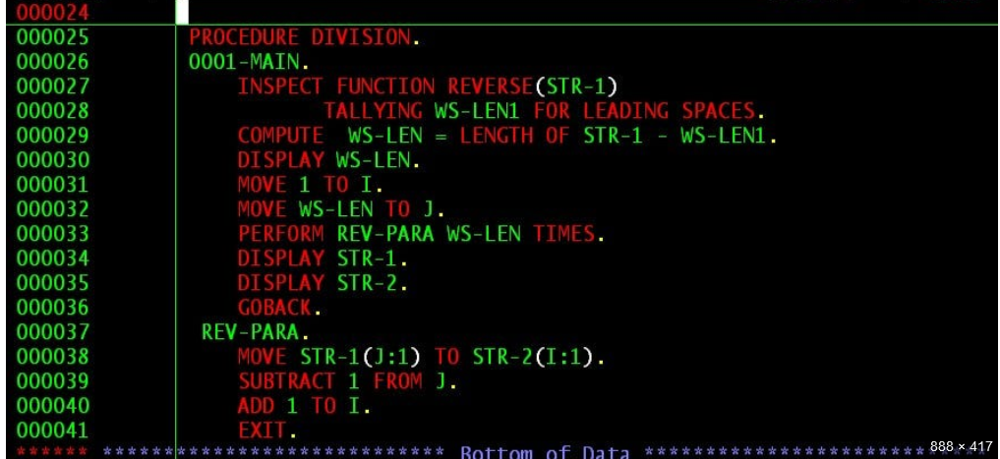 000024
000025 PROCEDURE DIVISION.
000026 0001-MAIN.
000027 INSPECT FUNCTION REVERSE(STR-1)
000028 TALLYING WS-LEN1 FOR LEADING SPACES.
000029 COMPUTE  WS-LEN = LENGTH OF STR-1 - WS-LEN1.
000030 DISPLAY WS-LEN.
000031 MOVE 1 TO I.
000032 MOVE WS-LEN TO J.
000033 PERFORM REV-PARA WS-LEN TIMES.
000034 DISPLAY STR-1.
000035 DISPLAY STR-2.
000036 GOBACK.
000037 REV-PARA.
000038 MOVE STR-1(J:1) TO STR-2(I:1).
000039 SUBTRACT 1 FROM J.
000040 ADD 1 TO I.
000041 EXIT.
****** **************************** Bottom of Data ****************************
888 × 417